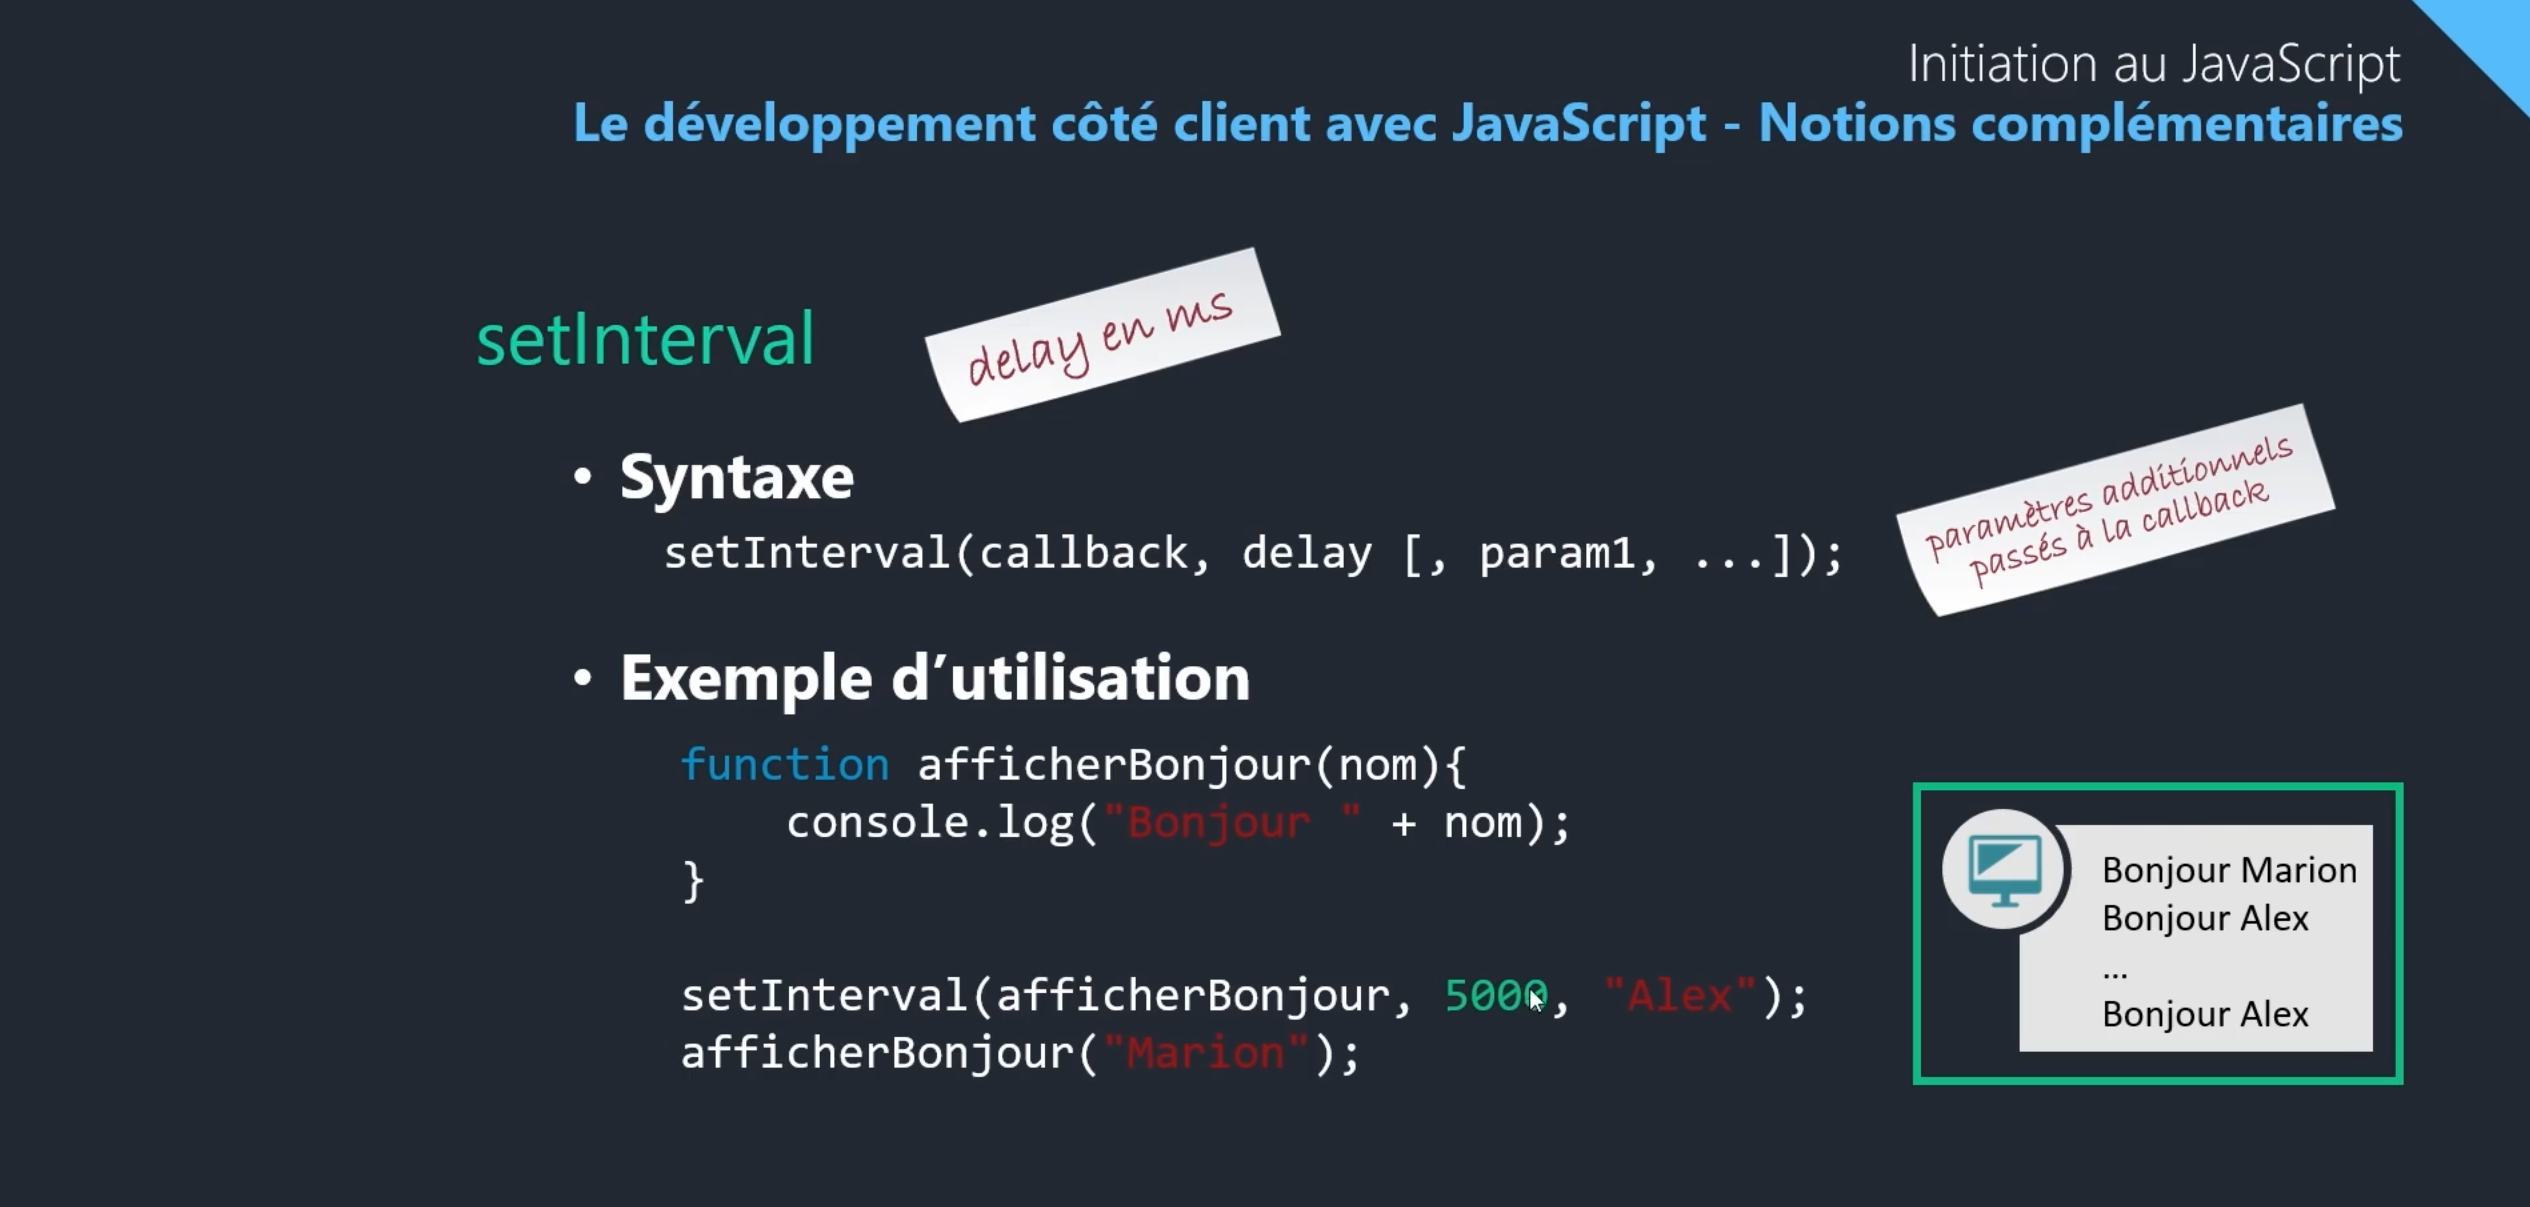 Initiation au JavaScript
Le développement côté client avec JavaScript - Notions complémentaires
setInterval
delay en ms
• Syntaxe
setInterval(callback, delay [, param1, ...]);
paramètres additionnels
passés à la callback
• Exemple d’utilisation
function afficherBonjour(nom){
console.log("Bonjour " + nom);
}
setInterval(afficherBonjour, 5000, "Alex");
afficherBonjour("Marion");
Bonjour Marion
Bonjour Alex
...
Bonjour Alex